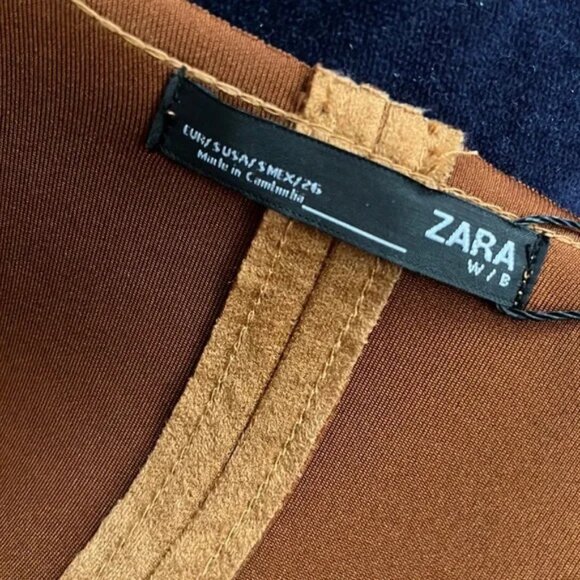 EUR/S USA/S MEX/26
Made in Cambodia
ZARA
W/B